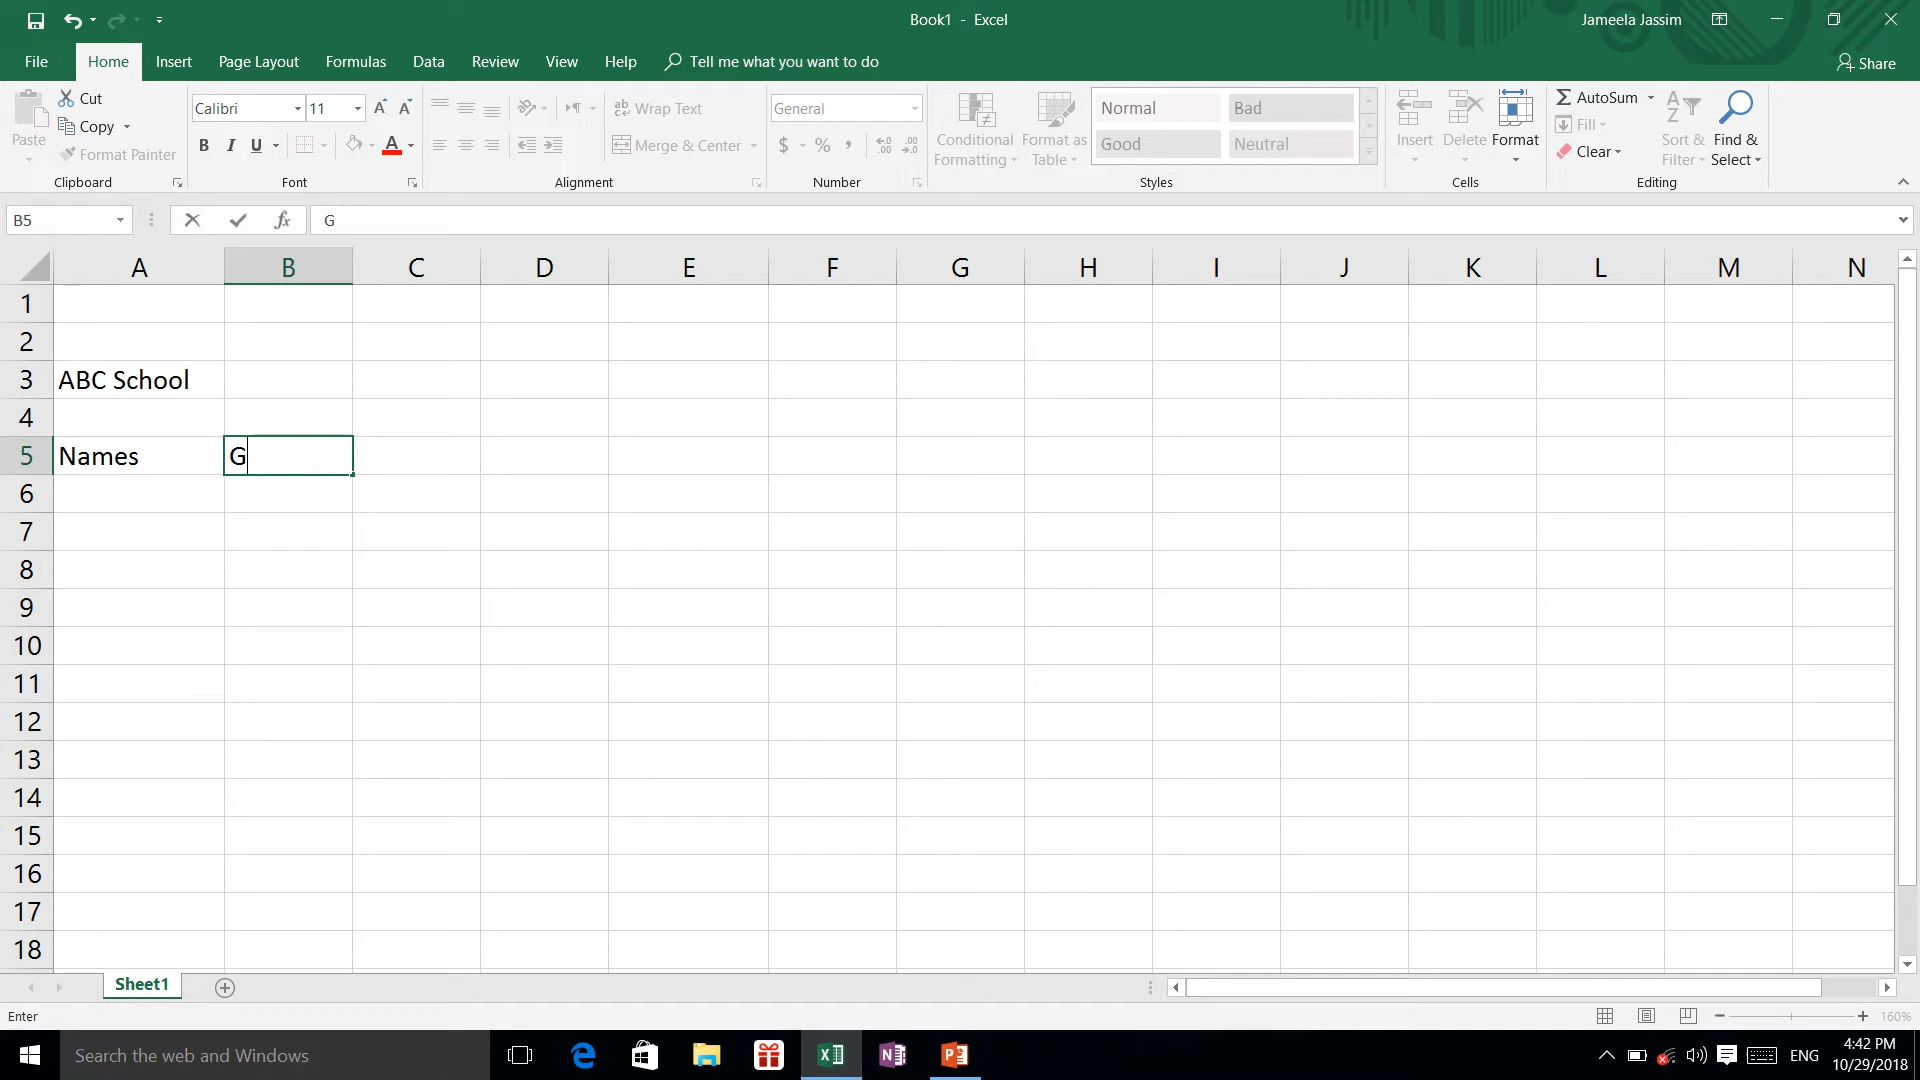 Book1 - Excel
Jameela Jassim
File Home Insert Page Layout Formulas Data Review View Help Tell me what you want to do Share
Paste
Cut
Copy
Format Painter
Clipboard
Calibri 11 A A
B I U A
Font
Wrap Text
Merge & Center
Alignment
General
$ % ,
Number
Conditional Formatting
Format as Table
Normal Bad
Good Neutral
Styles
Insert Delete Format
Cells
AutoSum
Fill
Clear
Sort & Filter
Find & Select
Editing
B5 fx G
A B C D E F G H I J K L M N
1
2
3 ABC School
4
5 Names G
6
7
8
9
10
11
12
13
14
15
16
17
18
Sheet1
Enter 160%
Search the web and Windows
ENG
4:42 PM
10/29/2018